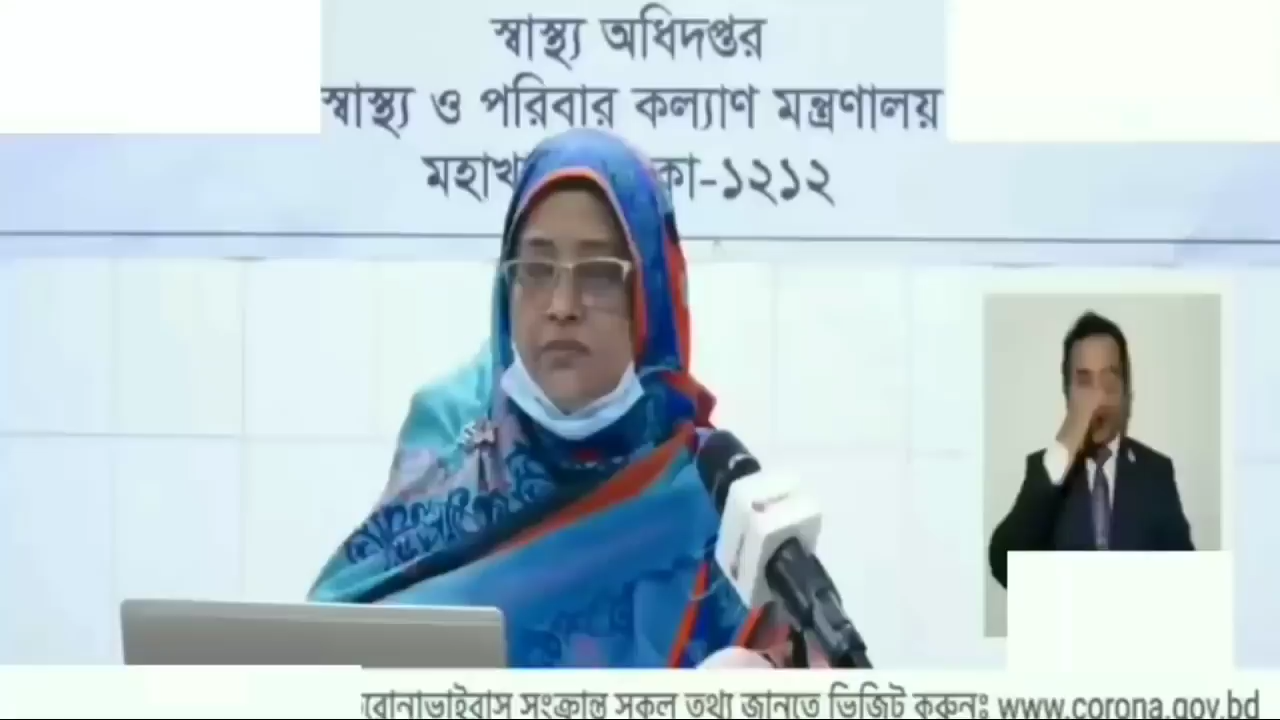 স্বাস্থ্য অধিদপ্তর
স্বাস্থ্য ও পরিবার কল্যাণ মন্ত্রণালয়
-১২১২
সংক্রান্ত সকল তথ্য জানতে ভিজিট করুনঃ www.corona.gov.bd